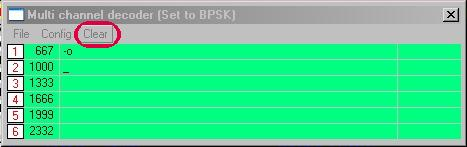 Multi channel decoder (Set to BPSK)
File Config Clear
1 667 -o
2 1000 _
3 1333
4 1666
5 1999
6 2332